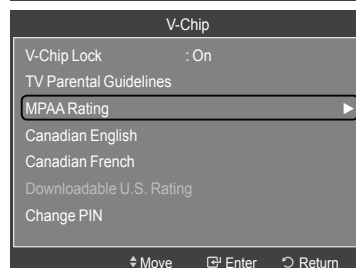 V-Chip
V-Chip Lock : On
TV Parental Guidelines
MPAA Rating
Canadian English
Canadian French
Downloadable U.S. Rating
Change PIN
Move Enter Return